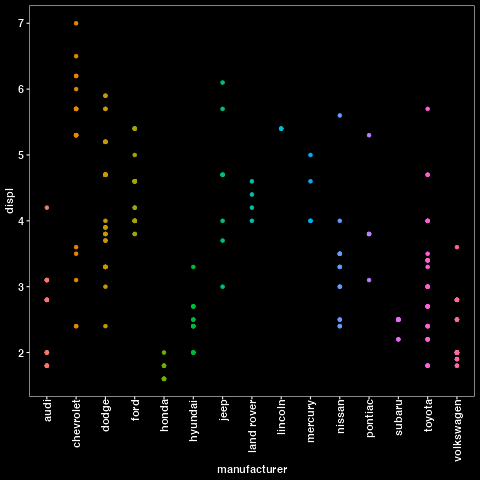 7
6
5
4
3
2
displ
audi
chevrolet
dodge
ford
honda
hyundai
jeep
land rover
lincoln
mercury
nissan
pontiac
subaru
toyota
volkswagen
manufacturer